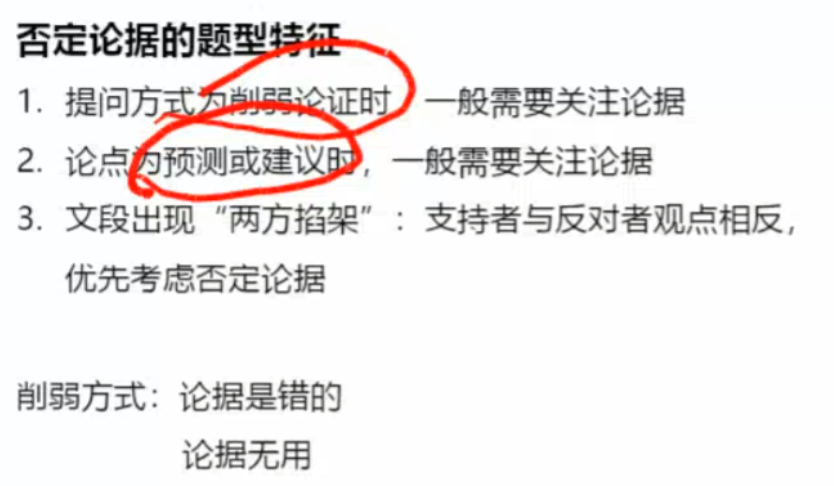 否定论据的题型特征
1. 提问方式为削弱论证时 一般需要关注论据
2. 论点为预测或建议时，一般需要关注论据
3. 文段出现“两方掐架”：支持者与反对者观点相反，
优先考虑否定论据
削弱方式：论据是错的
论据无用